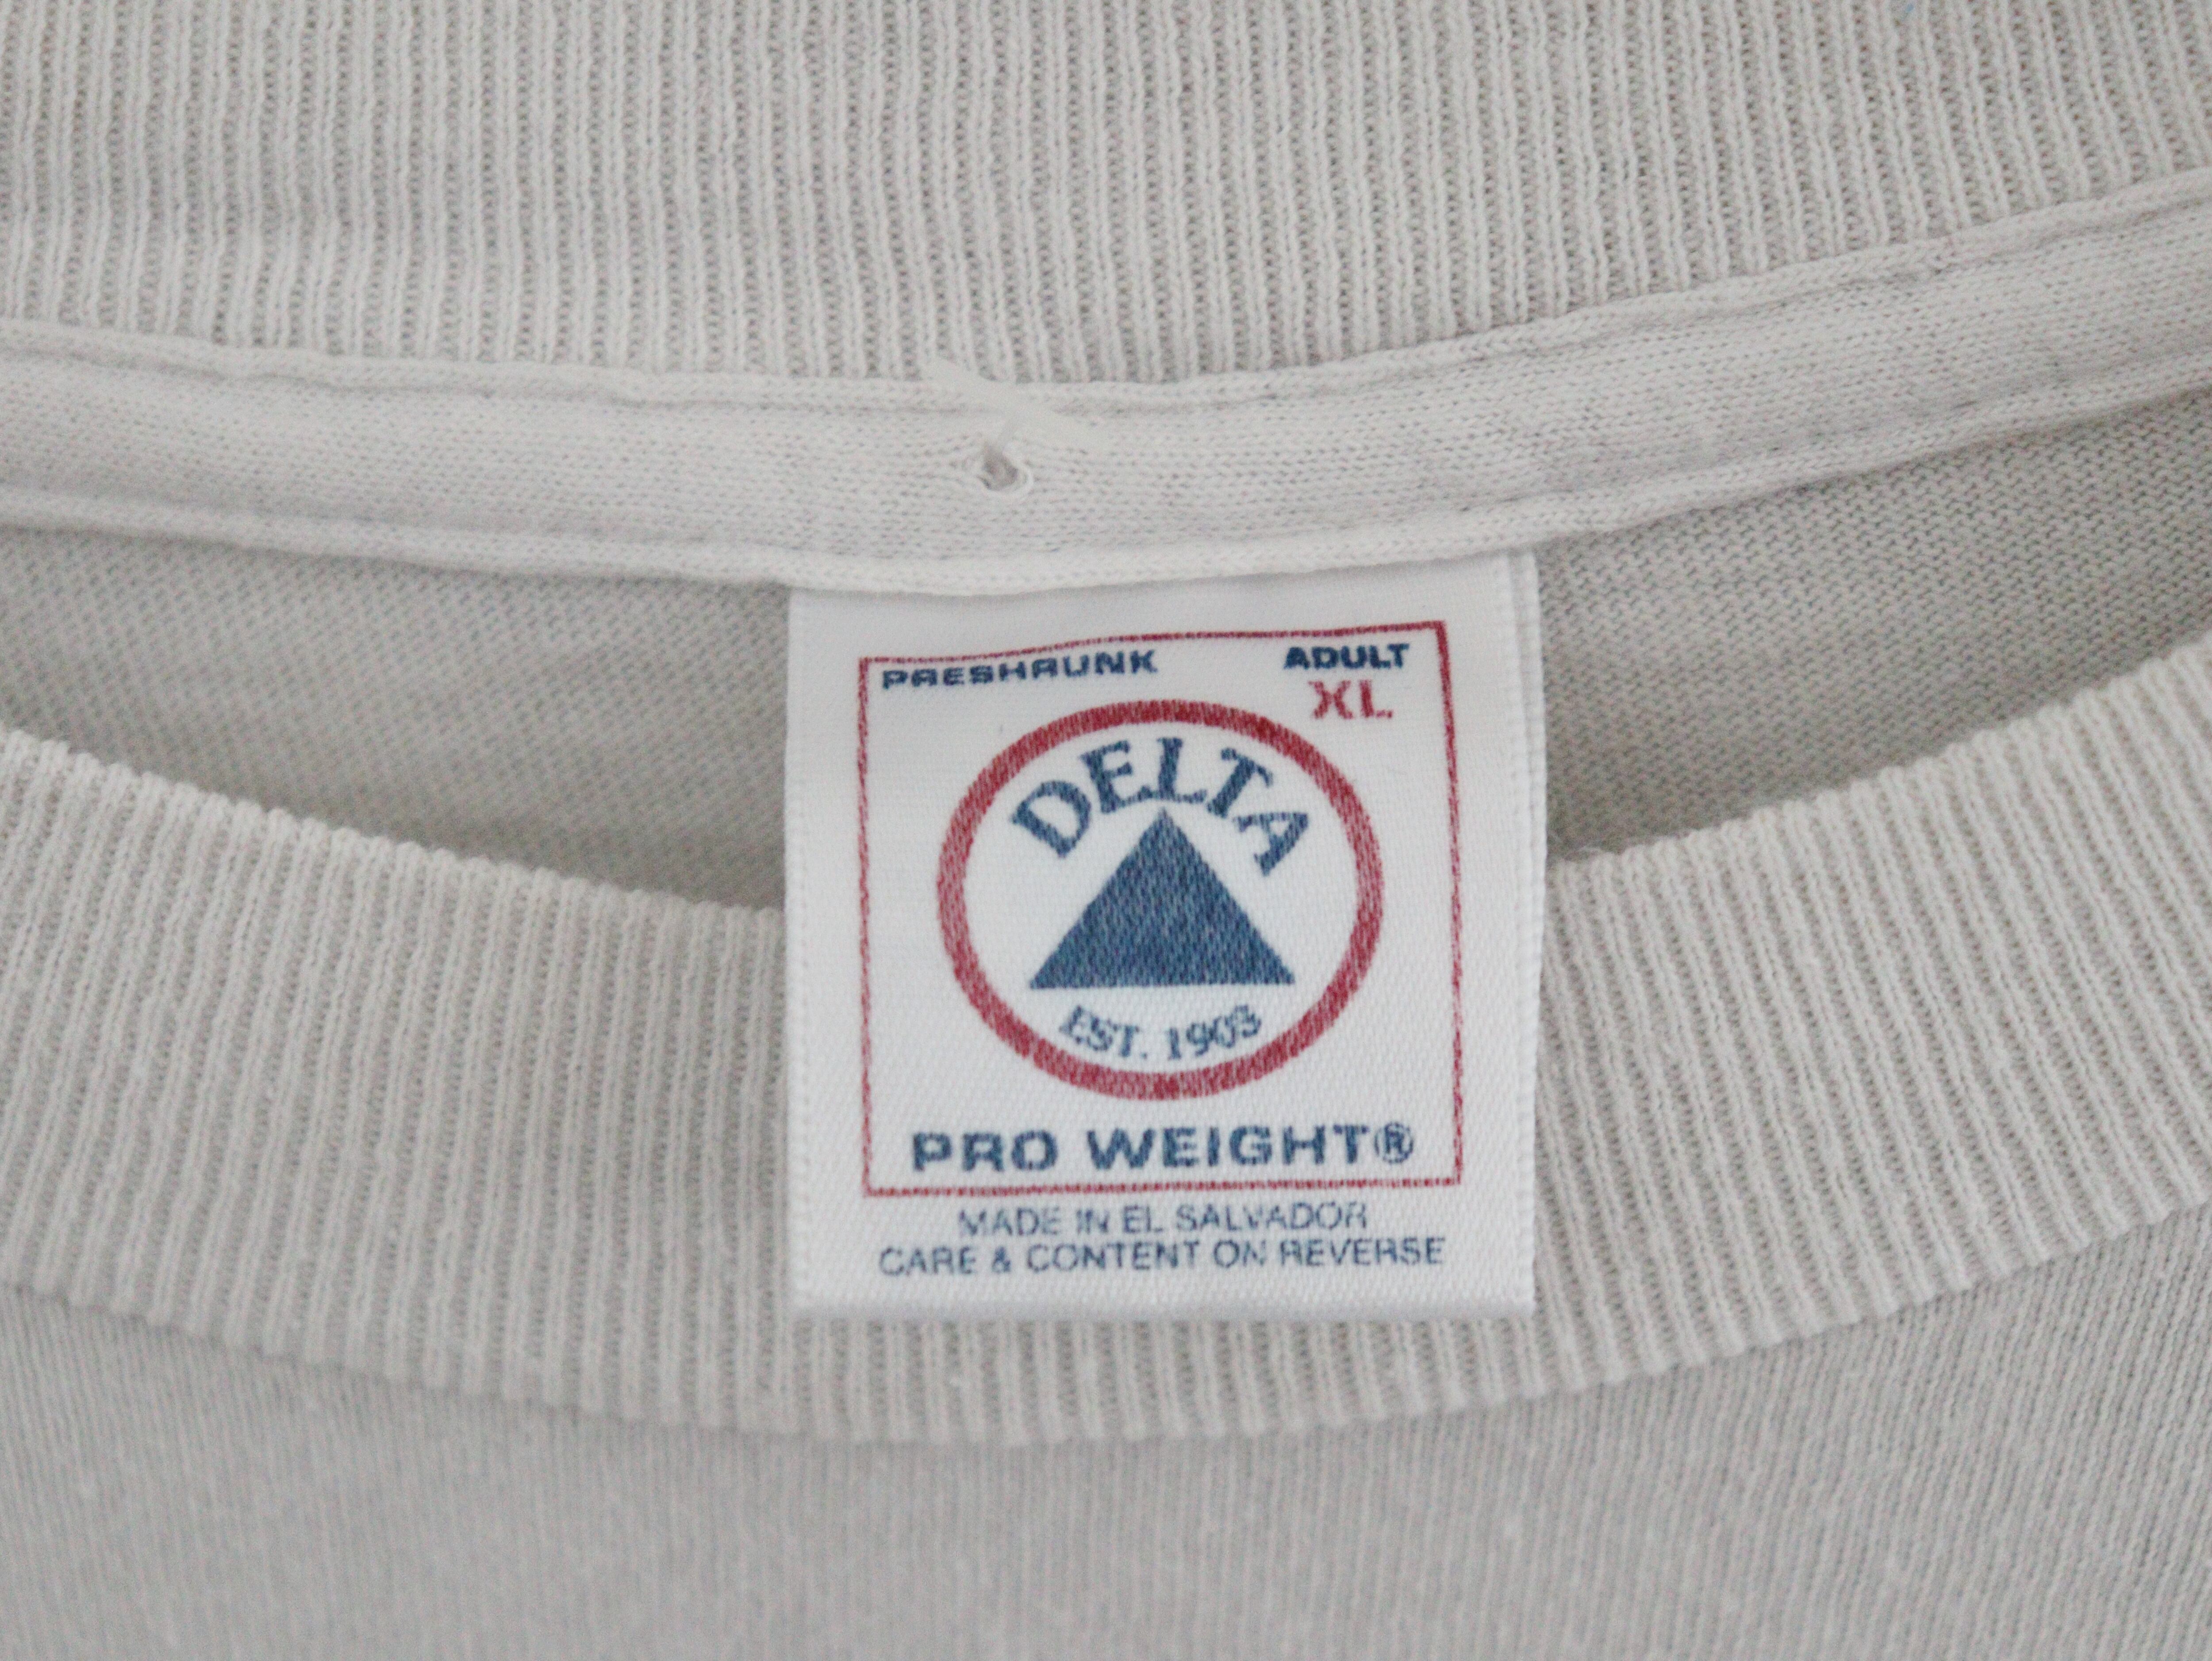 PRESHRUNK ADULT
XL
DELTA
EST. 1903
PRO WEIGHT®
MADE IN EL SALVADOR
CARE & CONTENT ON REVERSE